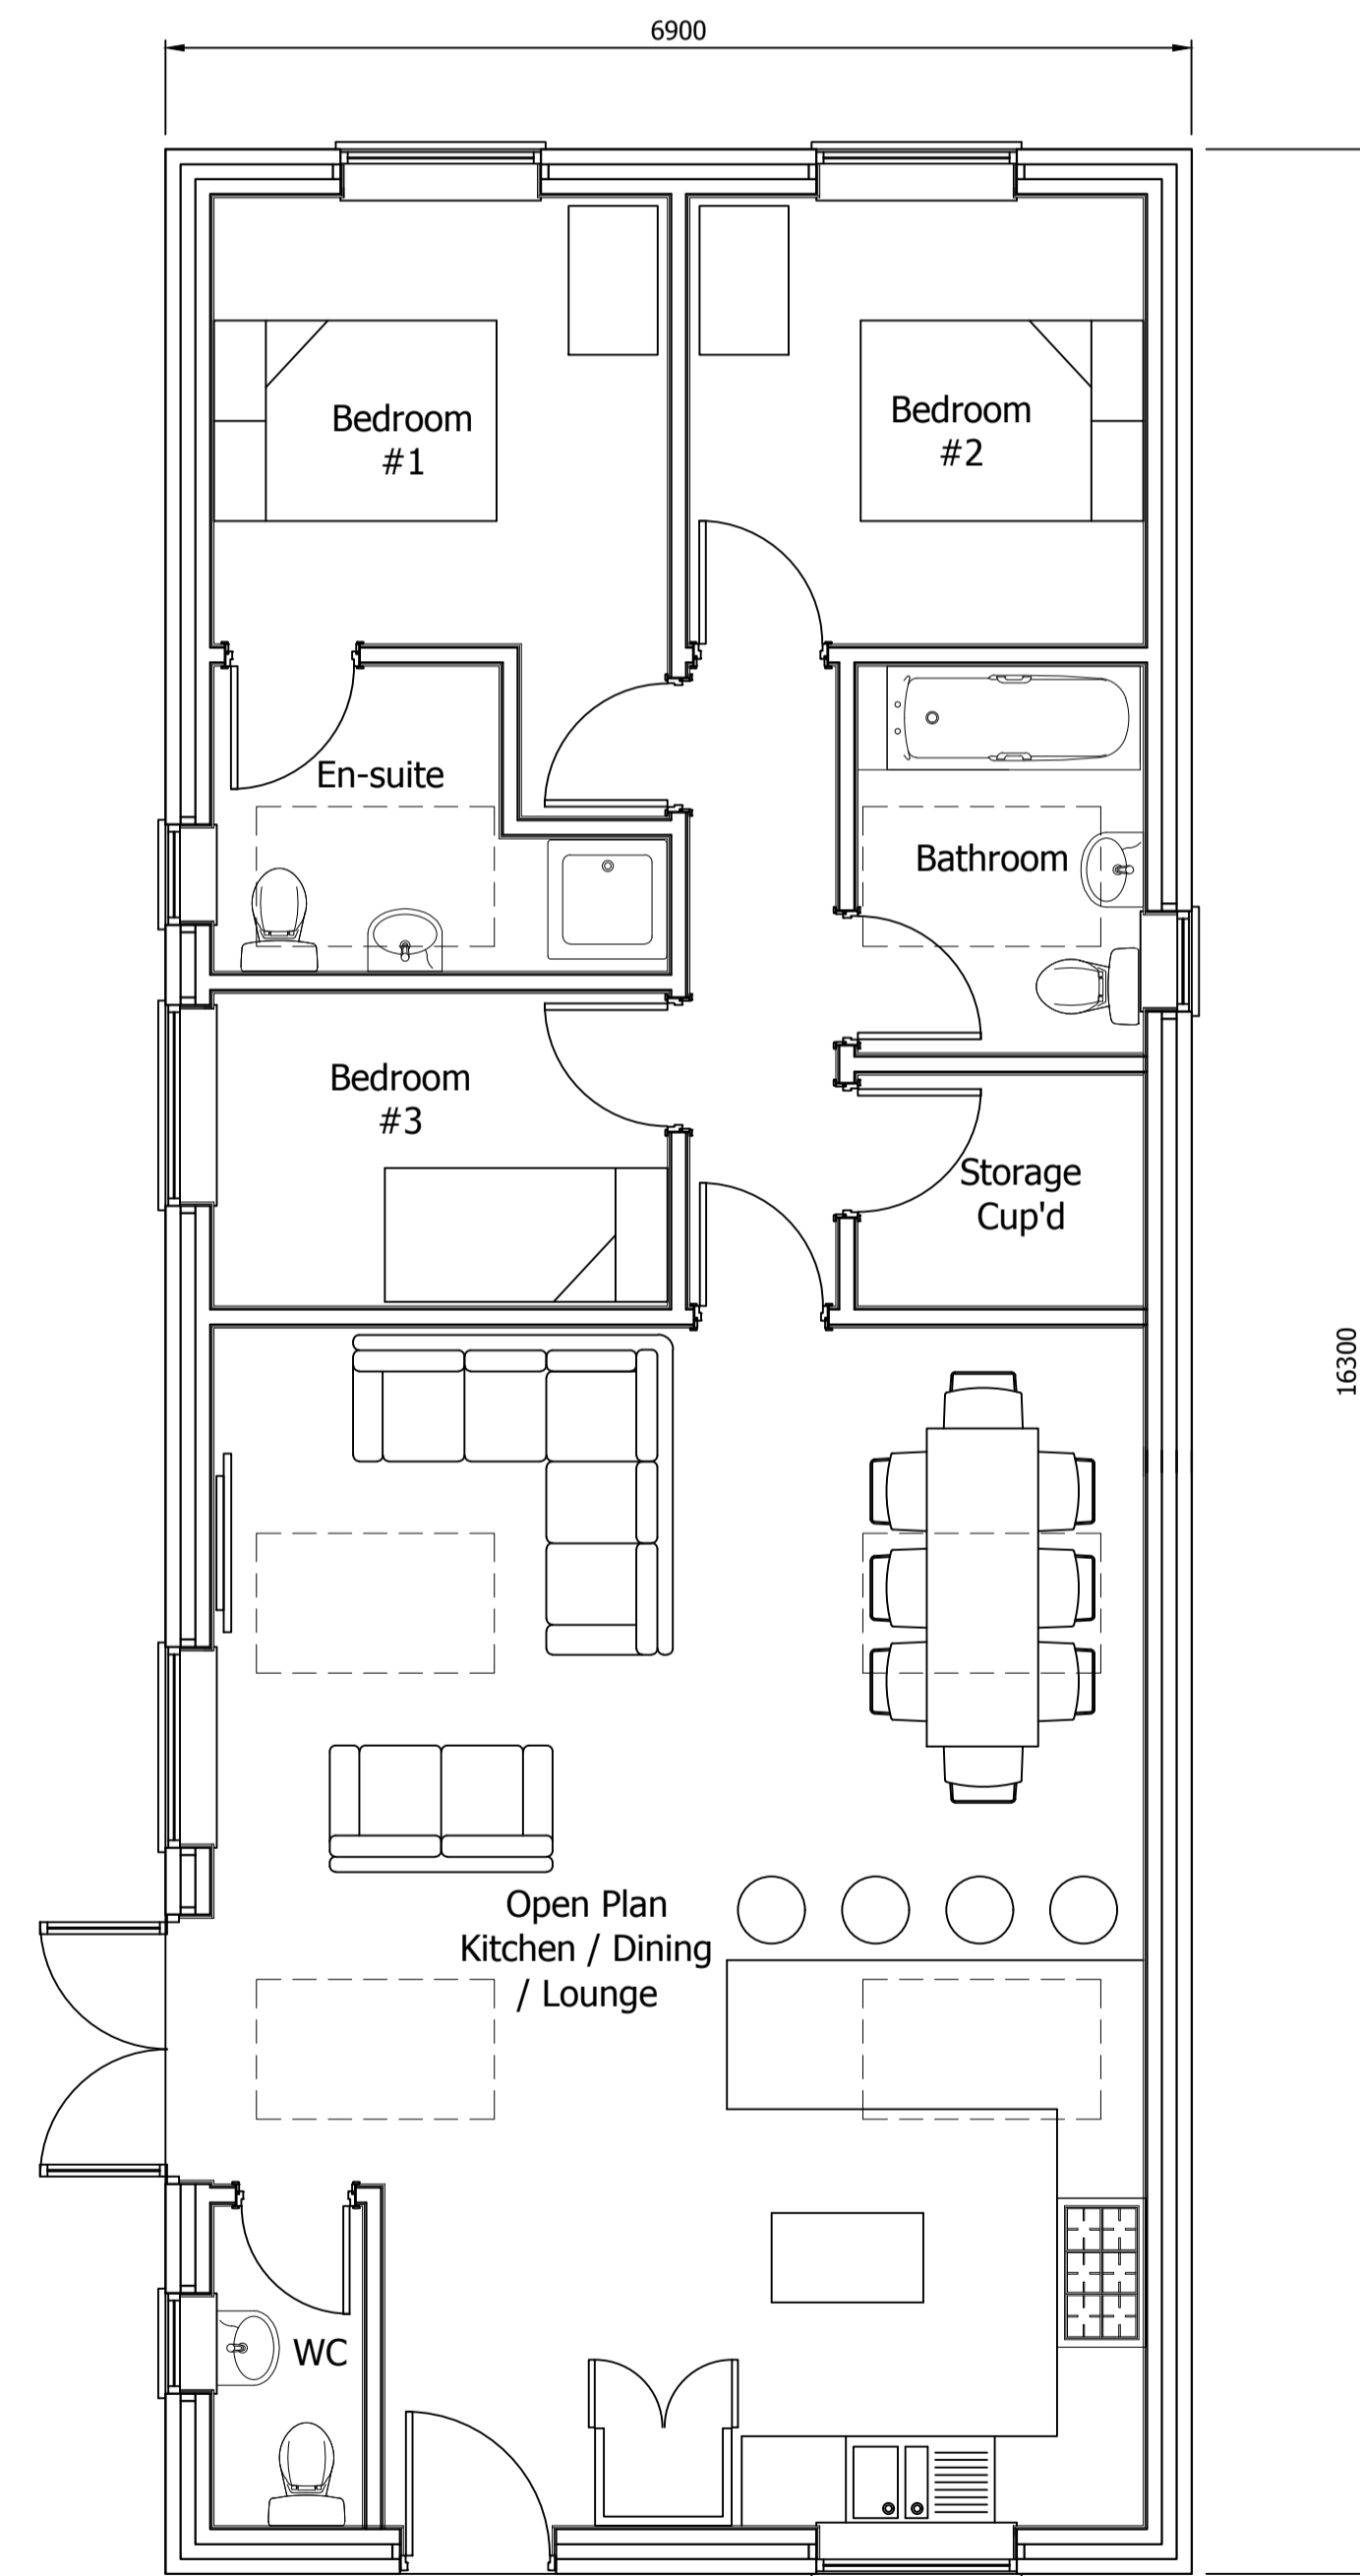 6900
Bedroom
#1
Bedroom
#2
En-suite
Bathroom
Bedroom
#3
Storage
Cup'd
16300
Open Plan
Kitchen / Dining
/ Lounge
WC